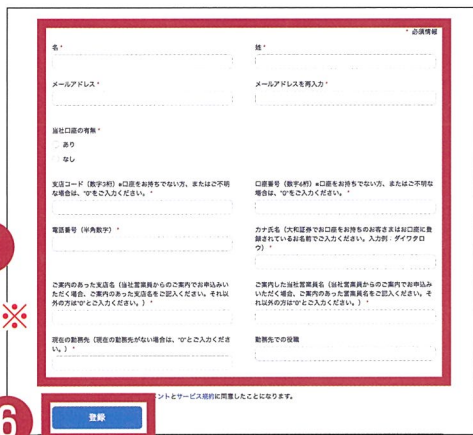 * 必須情報
名 *
姓 *
メールアドレス *
メールアドレスを再入力 *
当社口座の有無 *
あり
なし
支店コード（数字3桁）※口座をお持ちでない方、またはご不明
な場合は、"0"をご入力ください。 *
口座番号（数字6桁）※口座をお持ちでない方、またはご不明な
場合は、"0"をご入力ください。 *
電話番号（半角数字） *
カナ氏名（大和証券でお口座をお持ちのお客さまはお口座に登
録されているお名前でご入力ください。入力例：ダイワタロ
ウ） *
ご案内のあった支店名（当社営業員からのご案内でお申込みい
ただく場合、ご案内のあった支店名をご記入ください。それ以
外の方は"0"とご入力ください。） *
ご案内した当社営業員名（当社営業員からのご案内でお申込み
いただく場合、ご案内のあった営業員名をご記入ください。そ
れ以外の方は"0"とご入力ください。） *
※
現在の勤務先（現在の勤務先がない場合は、"0"とご入力くださ
い。） *
勤務先での役職
ントとサービス規約に同意したことになります。
6
登録